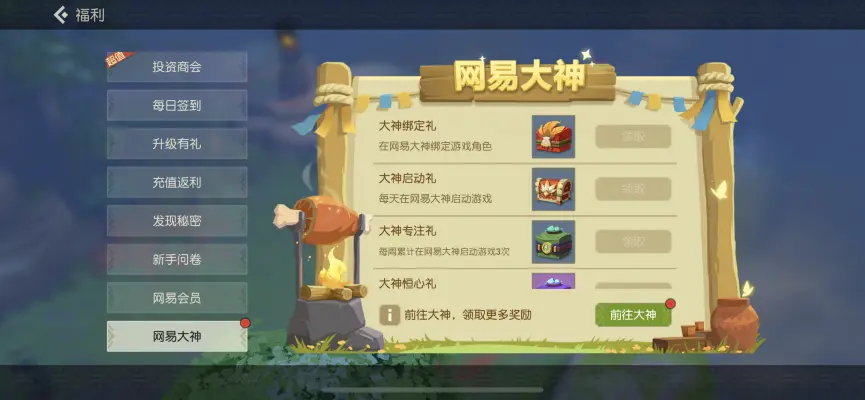 福利
超值
投资商会
每日签到
升级有礼
充值返利
发现秘密
新手问卷
网易会员
网易大神
网易大神
大神绑定礼
在网易大神绑定游戏角色
领取
大神启动礼
每天在网易大神启动游戏
领取
大神专注礼
每周累计在网易大神启动游戏3次
领取
大神恒心礼
前往大神，领取更多奖励
前往大神